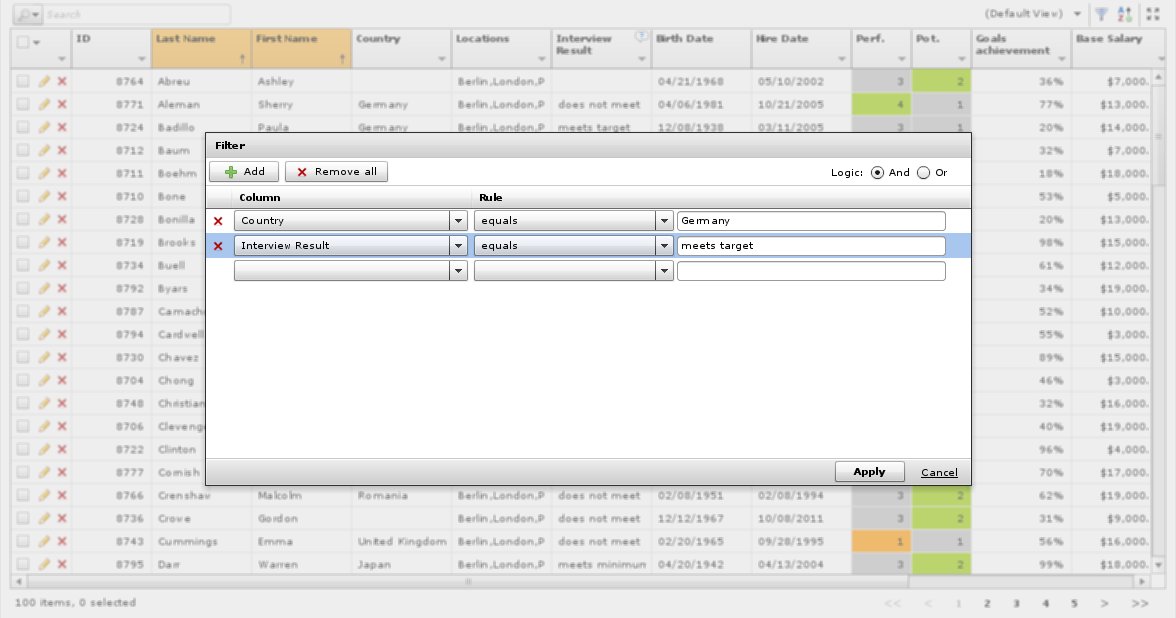 Search (Default View)
ID Last Name First Name Country Locations Interview Result Birth Date Hire Date Perf. Pot. Goals achievement Base Salary
8764 Abreu Ashley Berlin,London,P 04/21/1968 05/10/2002 3 2 36% $7,000.
8771 Aleman Sherry Germany Berlin,London,P does not meet 04/06/1981 10/21/2005 4 1 77% $13,000.
8724 Badillo Paula Germany Berlin,London,P meets target 12/08/1938 03/11/2005 3 1 20% $14,000.
Filter
8712 Baum 32% $7,000.
Add Remove all Logic: And Or
8711 Boehm 18% $18,000.
Column Rule
8710 Bone 53% $5,000.
8728 Bonilla Country equals Germany 20% $13,000.
8719 Brooks Interview Result equals meets target 98% $15,000.
8734 Buell 61% $12,000.
8792 Byars 34% $19,000.
8787 Camach 52% $10,000.
8794 Cardwell 55% $3,000.
8730 Chavez 89% $15,000.
8704 Chong 46% $3,000.
8748 Christian 32% $16,000.
8706 Cleveng 40% $19,000.
8722 Clinton 96% $4,000.
8777 Cornish 70% $17,000.
Apply Cancel
8766 Crenshaw Malcolm Romania Berlin,London,P does not meet 02/08/1951 02/08/1994 3 2 62% $19,000.
8736 Crowe Gordon Berlin,London,P does not meet 12/12/1967 10/08/2011 3 2 31% $9,000.
8743 Cummings Emma United Kingdom Berlin,London,P does not meet 02/20/1965 09/28/1995 1 1 56% $16,000.
8795 Darr Warren Japan Berlin,London,P meets minimun 04/20/1942 04/13/2004 3 2 99% $18,000.
100 items, 0 selected << < 1 2 3 4 5 > >>